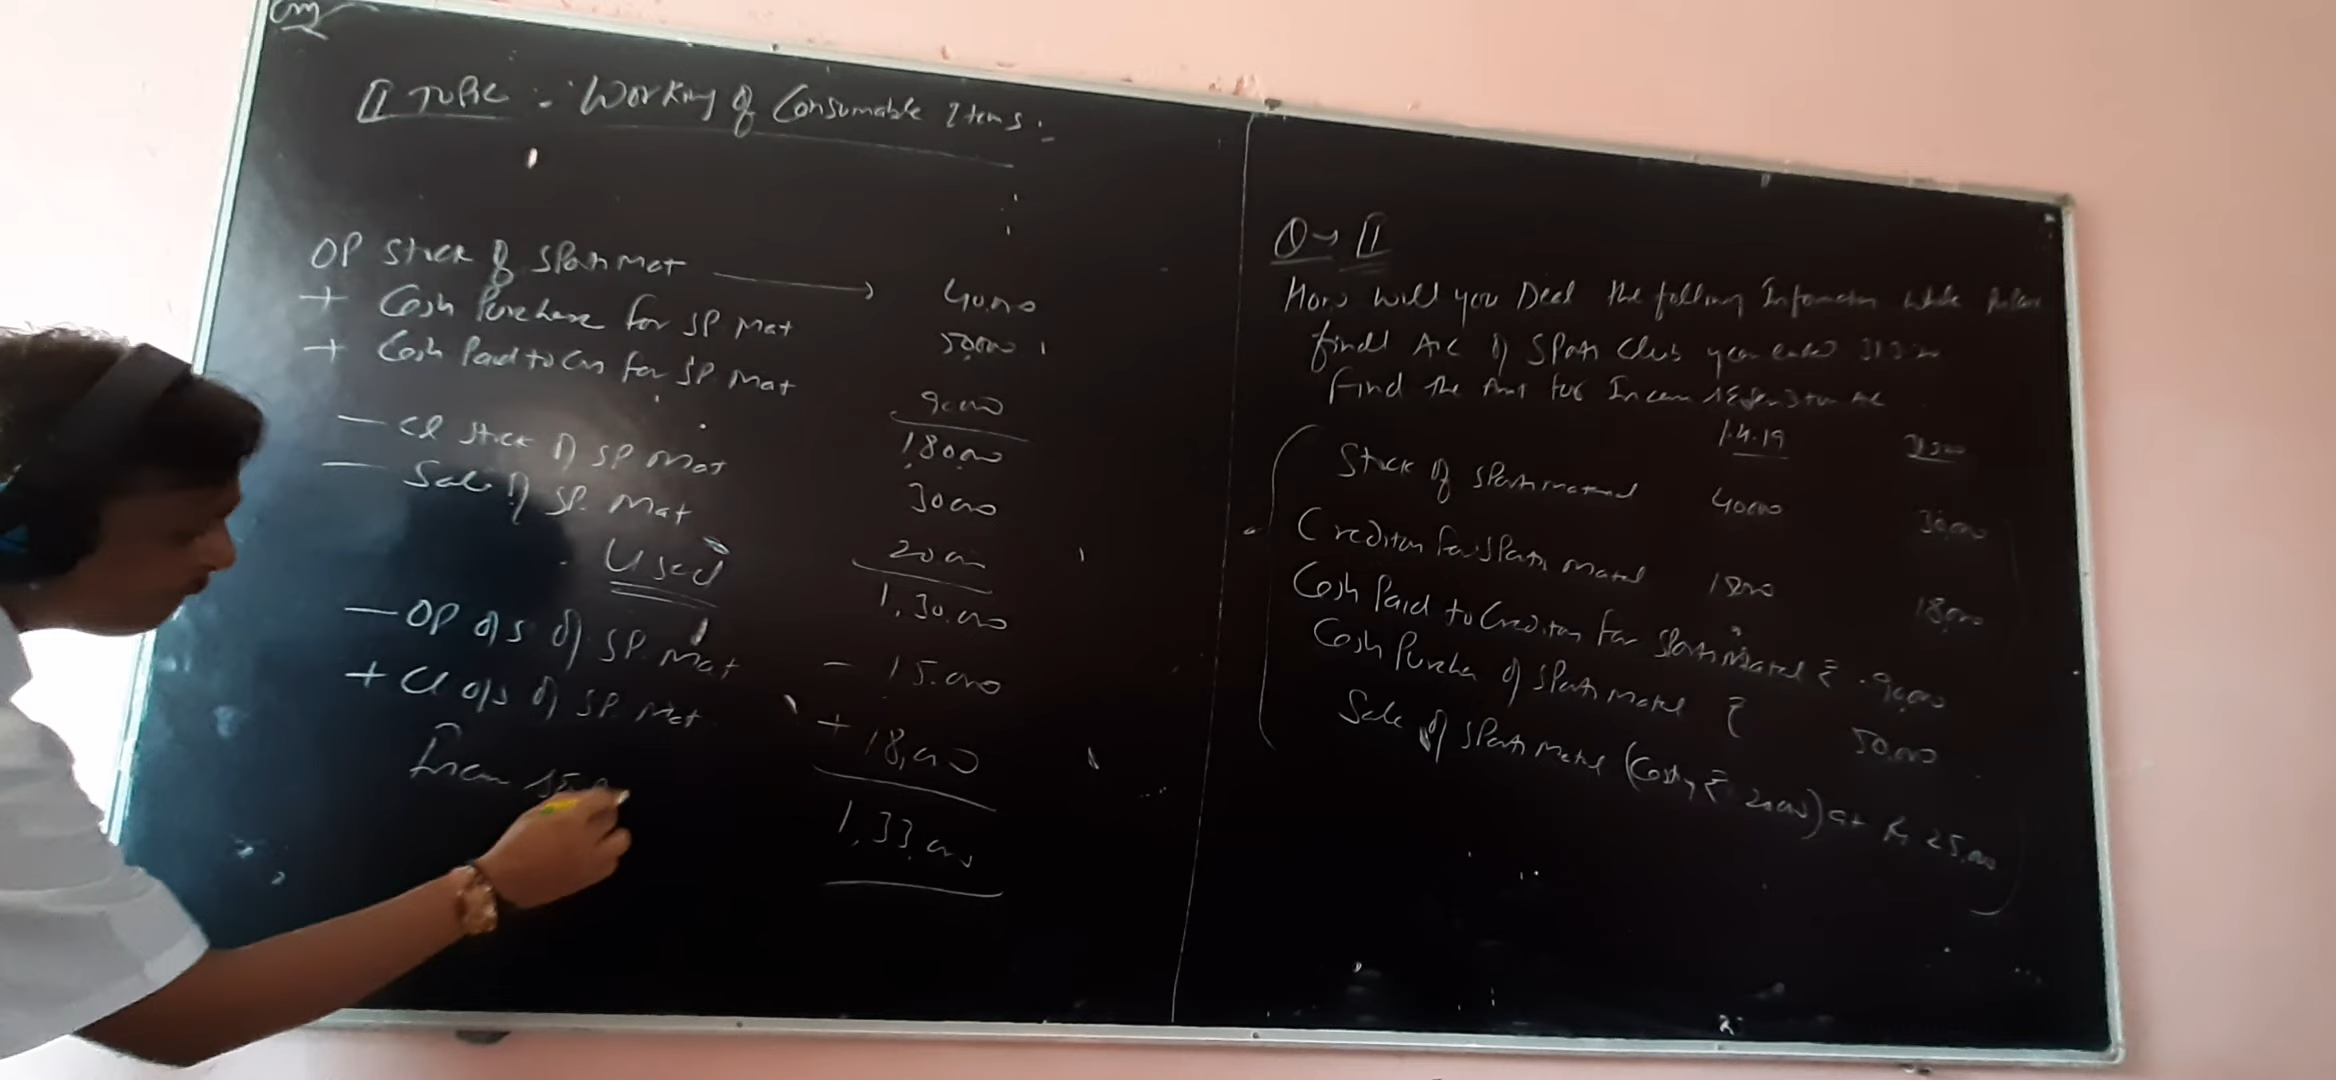 II Topic :- Working of Consumable Items :-
OP Stock of Sports Mat → 40,000
+ Cash Purchase for SP Mat 50,000
+ Cash Paid to for SP Mat 90,000
1,80,000
- Cl Stock of SP Mat 30,000
- Sale of SP. Mat 20,000
Used 1,30,000
- OP o/s of SP. Mat - 15,000
+ Cl o/s of SP. Mat + 18,000
1,33,000
Q → II
How will you Deal the following Information while
final A/c of Sports Club year ended
Find the Amt for Income & Expenditure A/c
1.4.19
Stock of Sports material 40,000 30,000
Creditors for Sports Material 18,000
Cash Paid to Creditors for Sports Material ₹ 90,000
Cash Purchase of Sports Material ₹ 50,000
Sale of Sports Material (Costing ₹ 20,000) at Rs 25,000